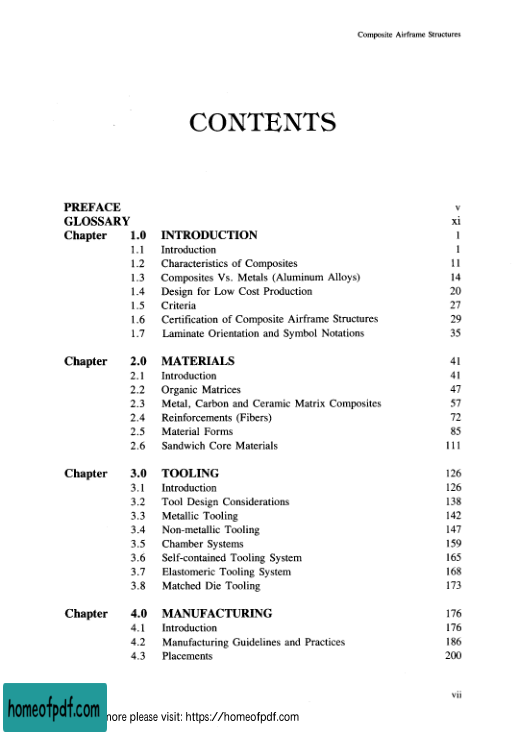 Composite Airframe Structures
CONTENTS
PREFACE v
GLOSSARY xi
Chapter 1.0 INTRODUCTION 1
1.1 Introduction 1
1.2 Characteristics of Composites 11
1.3 Composites Vs. Metals (Aluminum Alloys) 14
1.4 Design for Low Cost Production 20
1.5 Criteria 27
1.6 Certification of Composite Airframe Structures 29
1.7 Laminate Orientation and Symbol Notations 35
Chapter 2.0 MATERIALS 41
2.1 Introduction 41
2.2 Organic Matrices 47
2.3 Metal, Carbon and Ceramic Matrix Composites 57
2.4 Reinforcements (Fibers) 72
2.5 Material Forms 85
2.6 Sandwich Core Materials 111
Chapter 3.0 TOOLING 126
3.1 Introduction 126
3.2 Tool Design Considerations 138
3.3 Metallic Tooling 142
3.4 Non-metallic Tooling 147
3.5 Chamber Systems 159
3.6 Self-contained Tooling System 165
3.7 Elastomeric Tooling System 168
3.8 Matched Die Tooling 173
Chapter 4.0 MANUFACTURING 176
4.1 Introduction 176
4.2 Manufacturing Guidelines and Practices 186
4.3 Placements 200
vii
homeofpdf.com
more please visit: https://homeofpdf.com